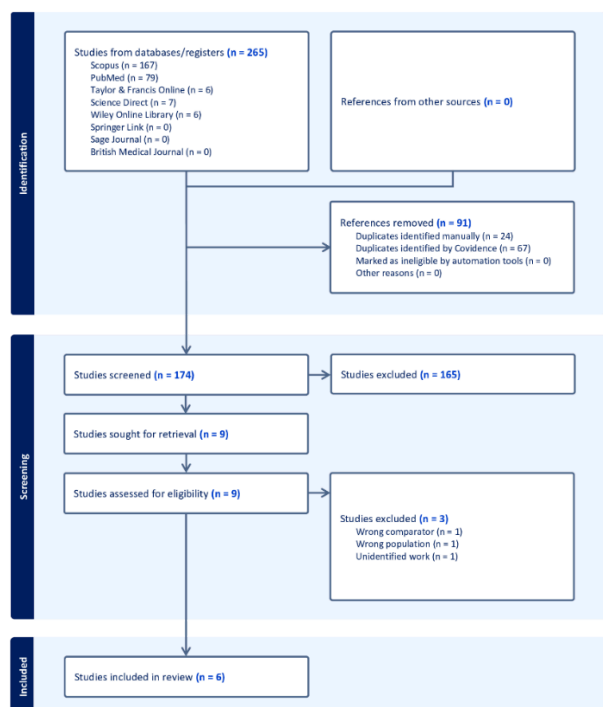 Identification
Studies from databases/registers (n = 265)
Scopus (n = 167)
PubMed (n = 79)
Taylor & Francis Online (n = 6)
Science Direct (n = 7)
Wiley Online Library (n = 6)
Springer Link (n = 0)
Sage Journal (n = 0)
British Medical Journal (n = 0)
References from other sources (n = 0)
References removed (n = 91)
Duplicates identified manually (n = 24)
Duplicates identified by Covidence (n = 67)
Marked as ineligible by automation tools (n = 0)
Other reasons (n = 0)
Screening
Studies screened (n = 174)
Studies excluded (n = 165)
Studies sought for retrieval (n = 9)
Studies assessed for eligibility (n = 9)
Studies excluded (n = 3)
Wrong comparator (n = 1)
Wrong population (n = 1)
Unidentified work (n = 1)
Included
Studies included in review (n = 6)